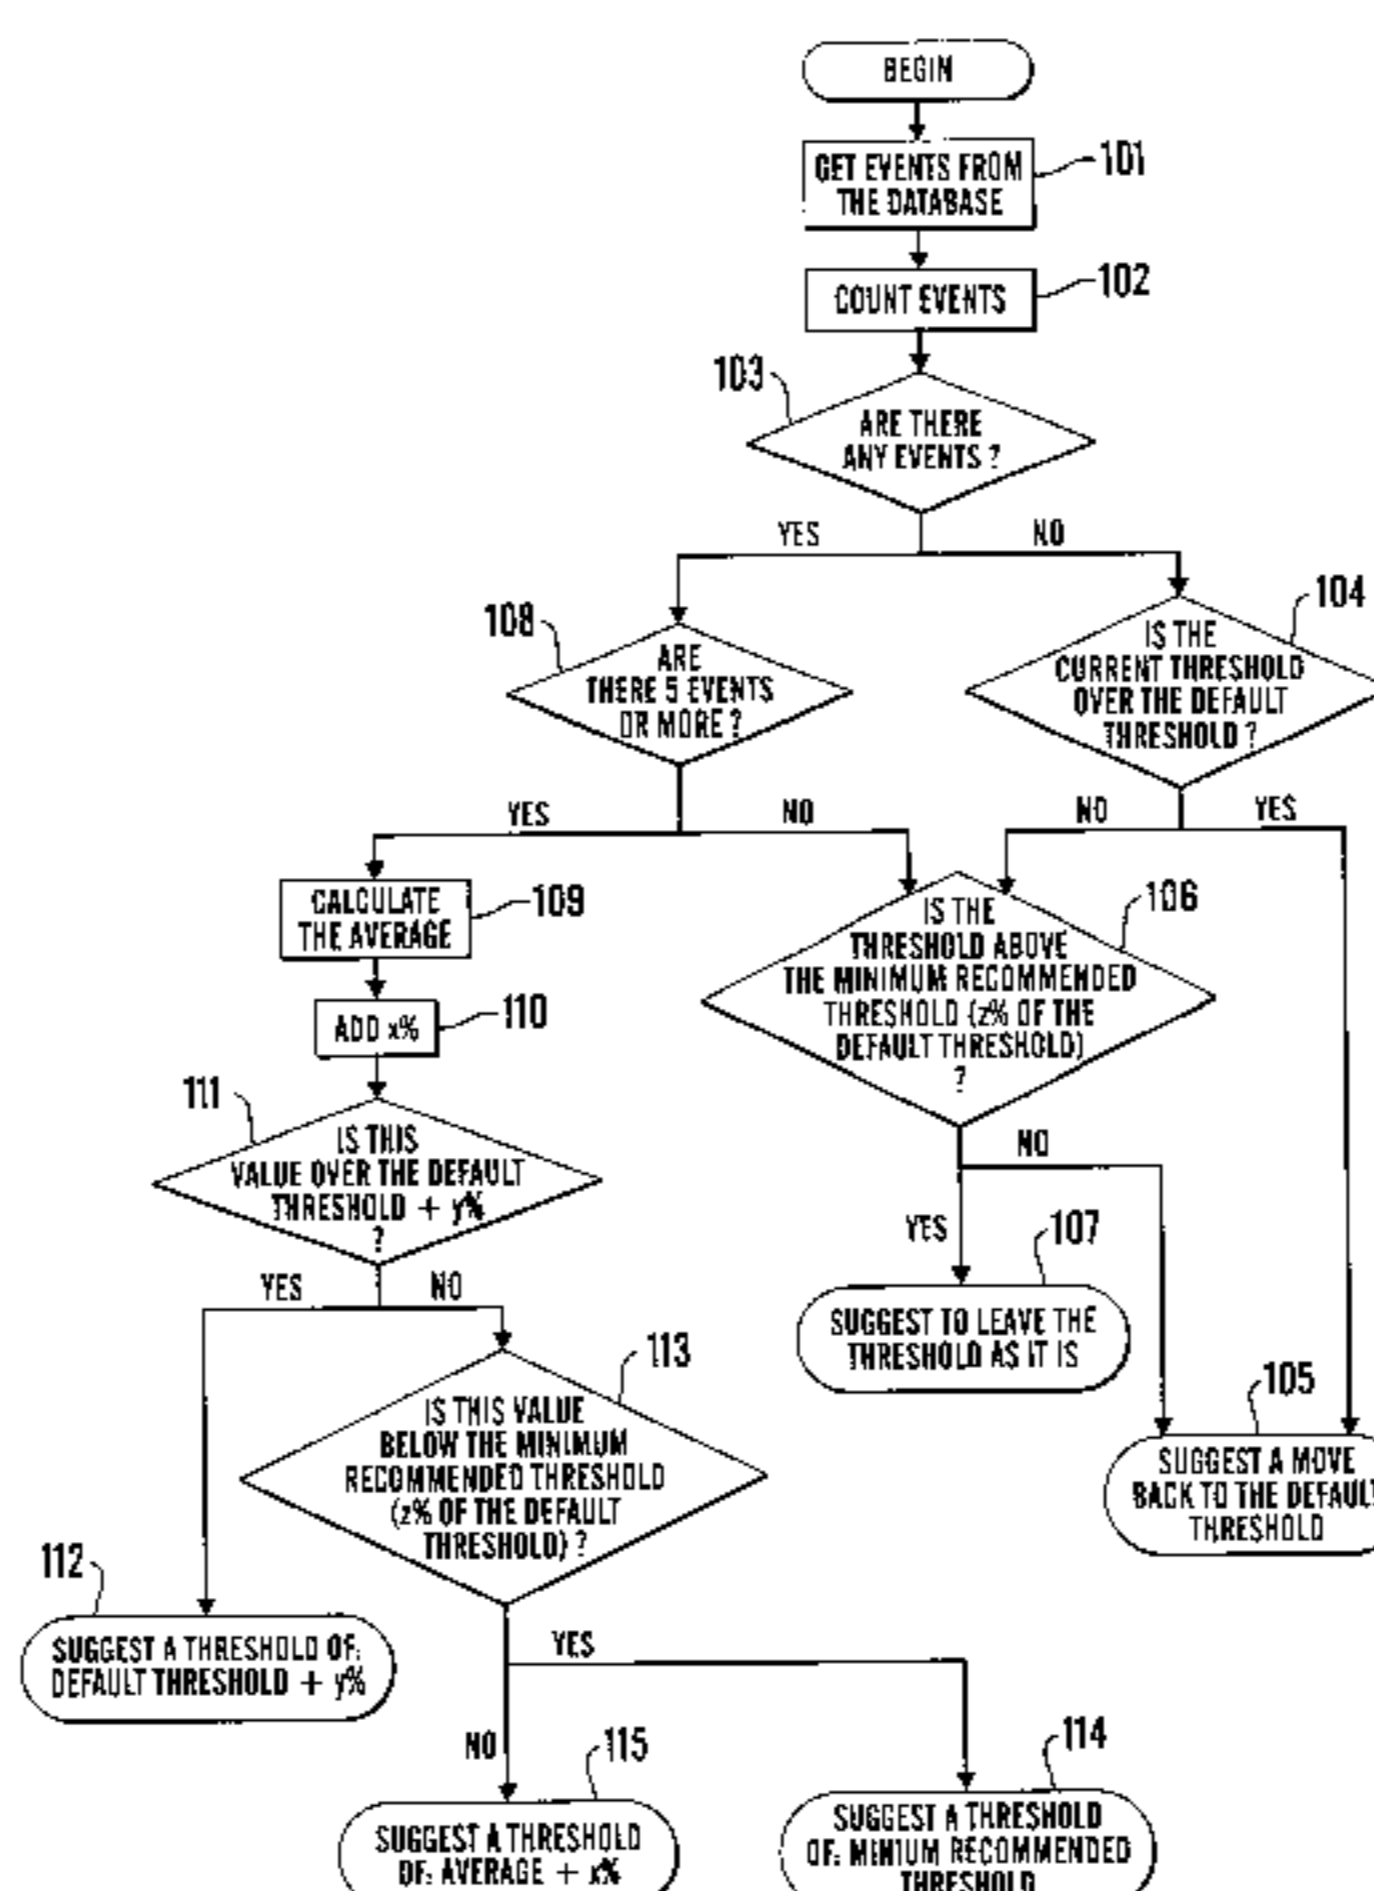 BEGIN
GET EVENTS FROM
THE DATABASE
101
COUNT EVENTS
102
103
ARE THERE
ANY EVENTS ?
YES
NO
108
ARE
THERE 5 EVENTS
OR MORE ?
104
IS THE
CURRENT THRESHOLD
OVER THE DEFAULT
THRESHOLD ?
YES
NO
NO
YES
CALCULATE
THE AVERAGE
109
106
IS THE
THRESHOLD ABOVE
THE MINIMUM RECOMMENDED
THRESHOLD (z% OF THE
DEFAULT THRESHOLD)
?
ADD x%
110
111
IS THIS
VALUE OVER THE DEFAULT
THRESHOLD + y%
?
NO
YES
107
YES
NO
SUGGEST TO LEAVE THE
THRESHOLD AS IT IS
113
IS THIS VALUE
BELOW THE MINIMUM
RECOMMENDED THRESHOLD
(z% OF THE DEFAULT
THRESHOLD) ?
105
SUGGEST A MOVE
BACK TO THE DEFAULT
THRESHOLD
112
SUGGEST A THRESHOLD OF:
DEFAULT THRESHOLD + y%
YES
NO
115
SUGGEST A THRESHOLD
OF: AVERAGE + x%
114
SUGGEST A THRESHOLD
OF: MINIUM RECOMMENDED
THRESHOLD